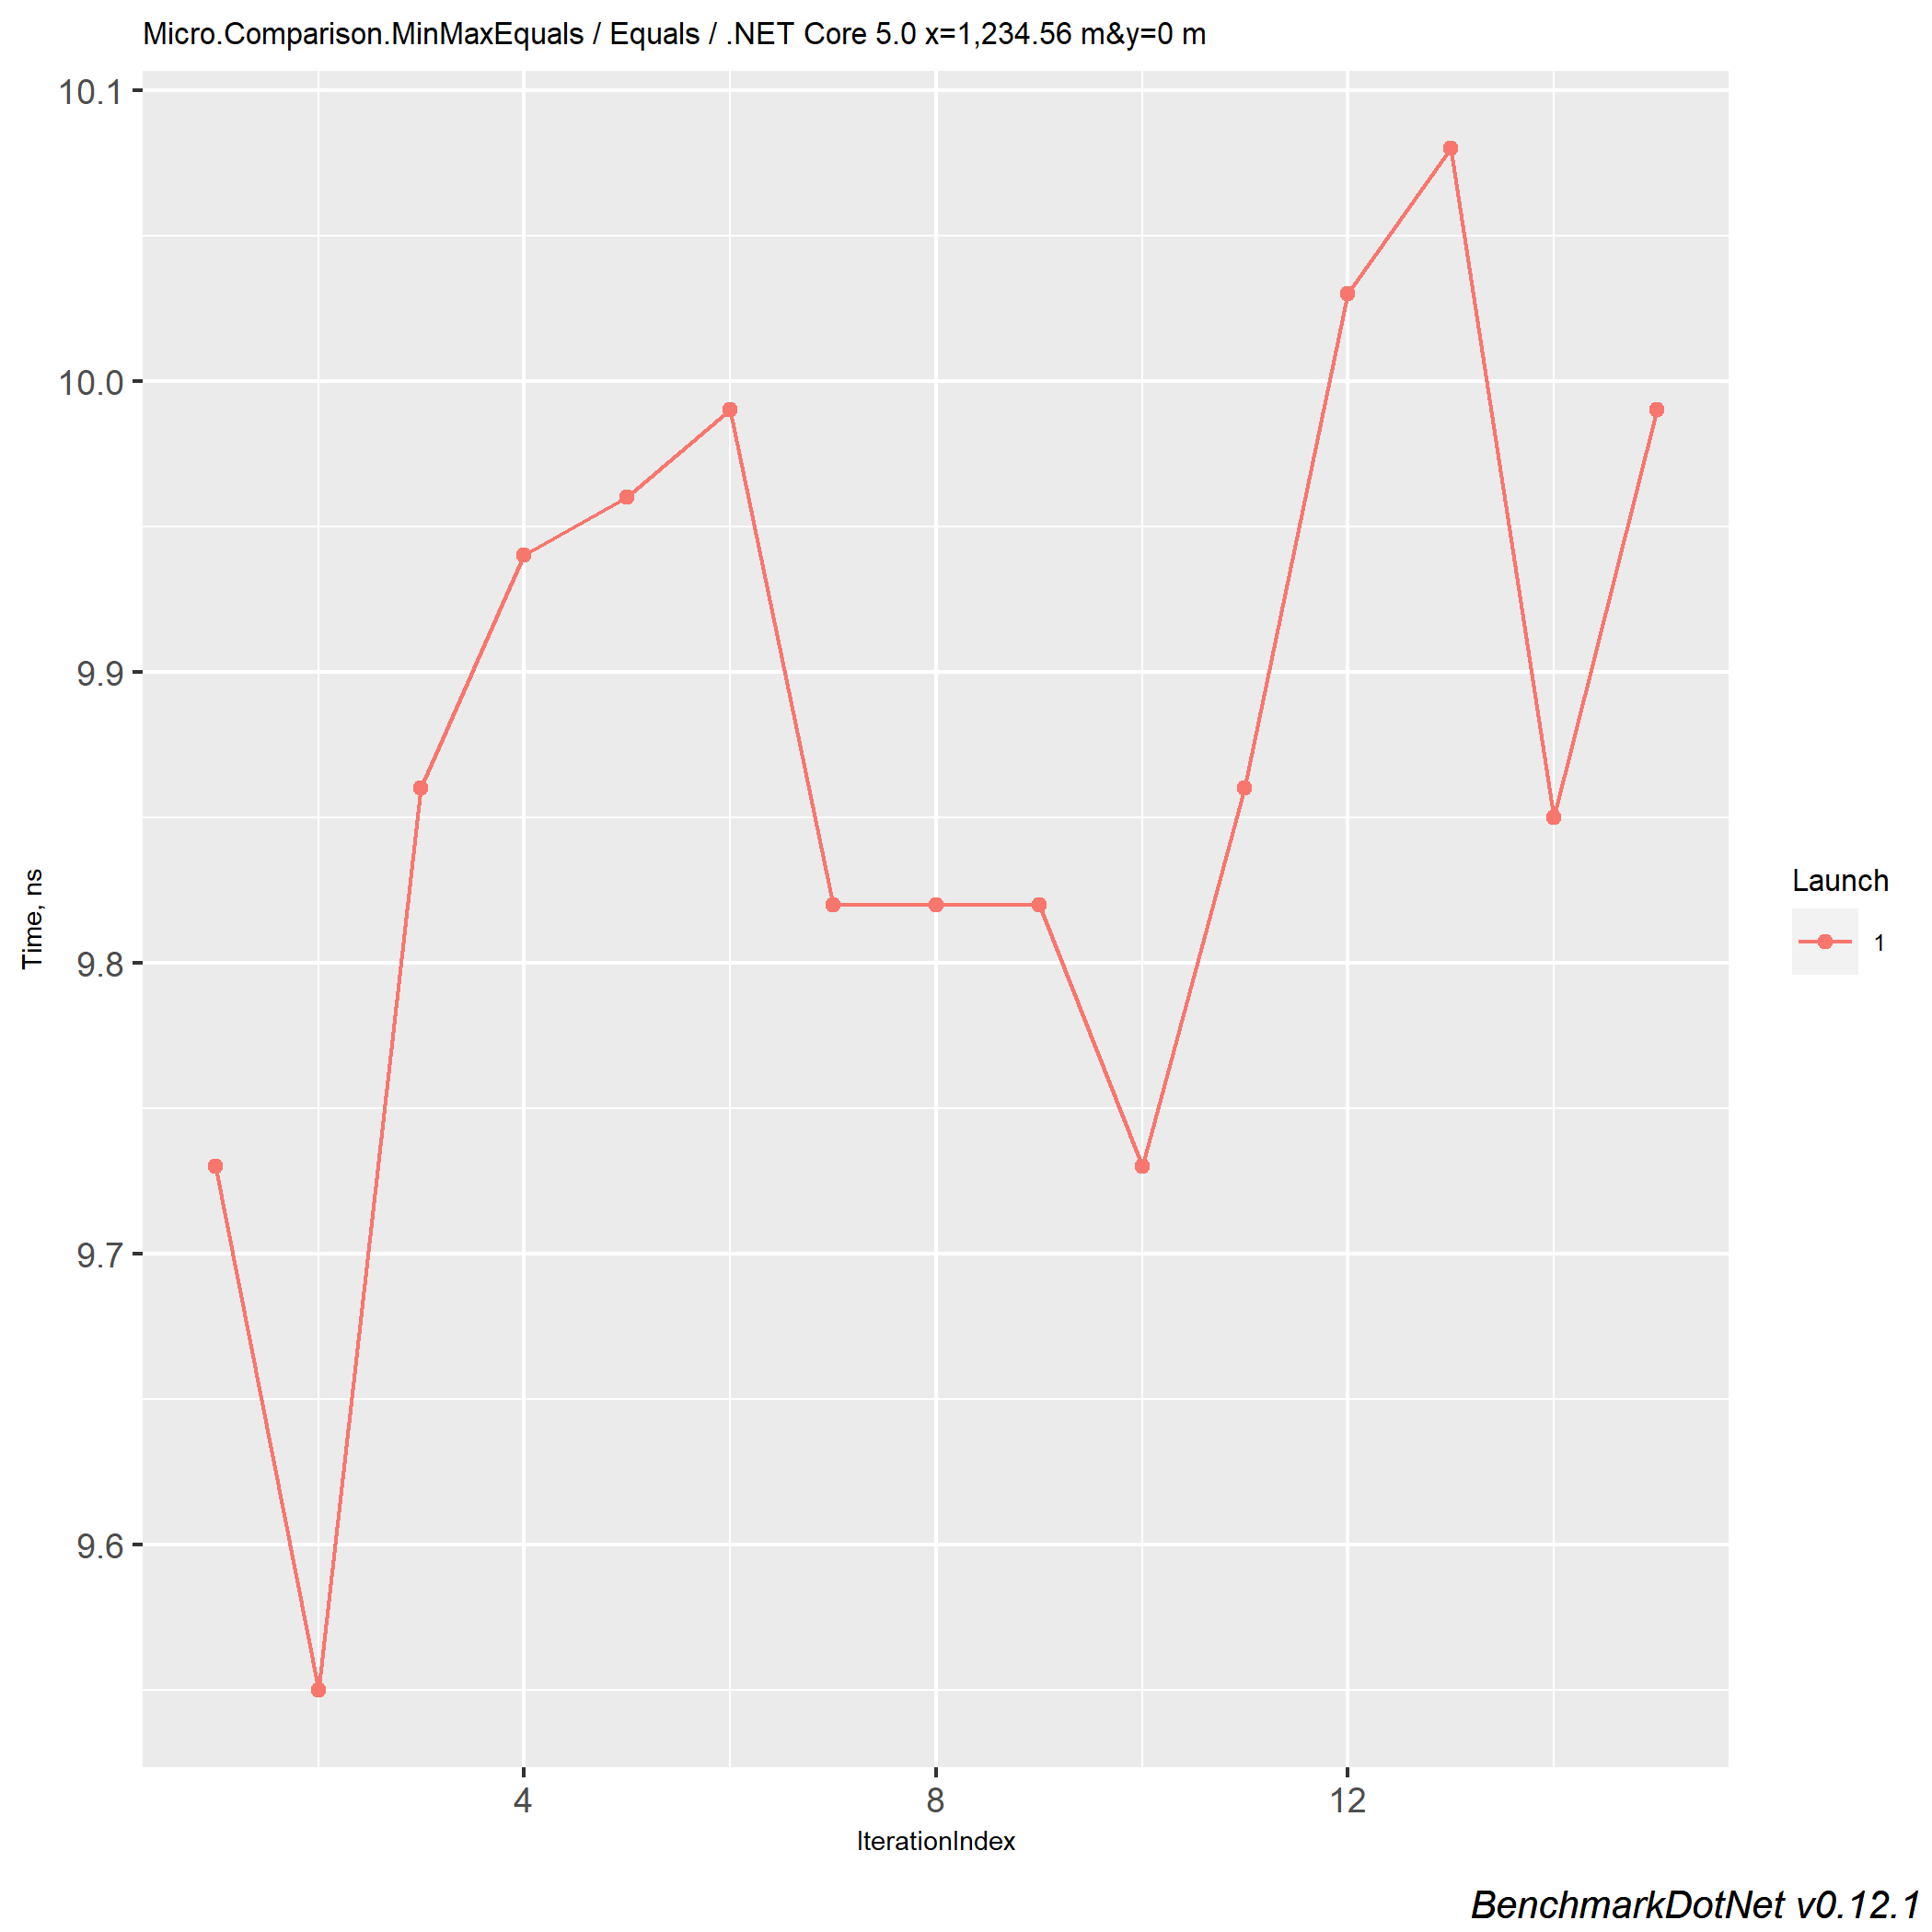 Micro.Comparison.MinMaxEquals / Equals / .NET Core 5.0 x=1,234.56 m&y=0 m
10.1
10.0
9.9
9.8
9.7
9.6
Time, ns
4
8
12
IterationIndex
Launch
1
BenchmarkDotNet v0.12.1